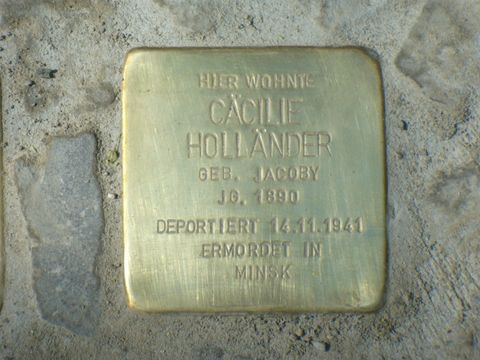 HIER WOHNTE
CÄCILIE
HOLLÄNDER
GEB. JACOBY
JG. 1890
DEPORTIERT 14.11.1941
ERMORDET IN
MINSK